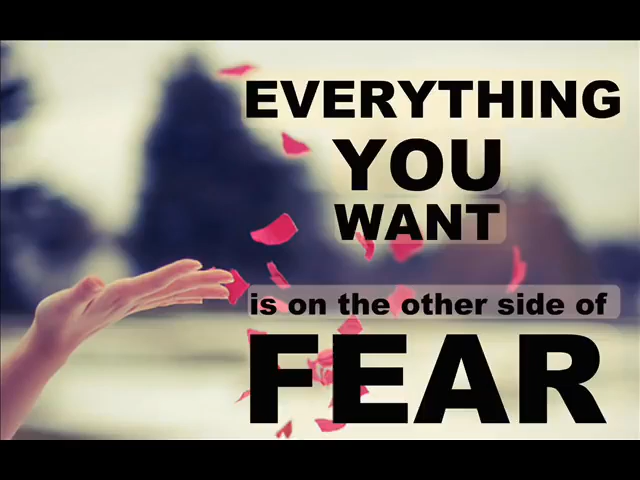 EVERYTHING
YOU
WANT
is on the other side of
FEAR